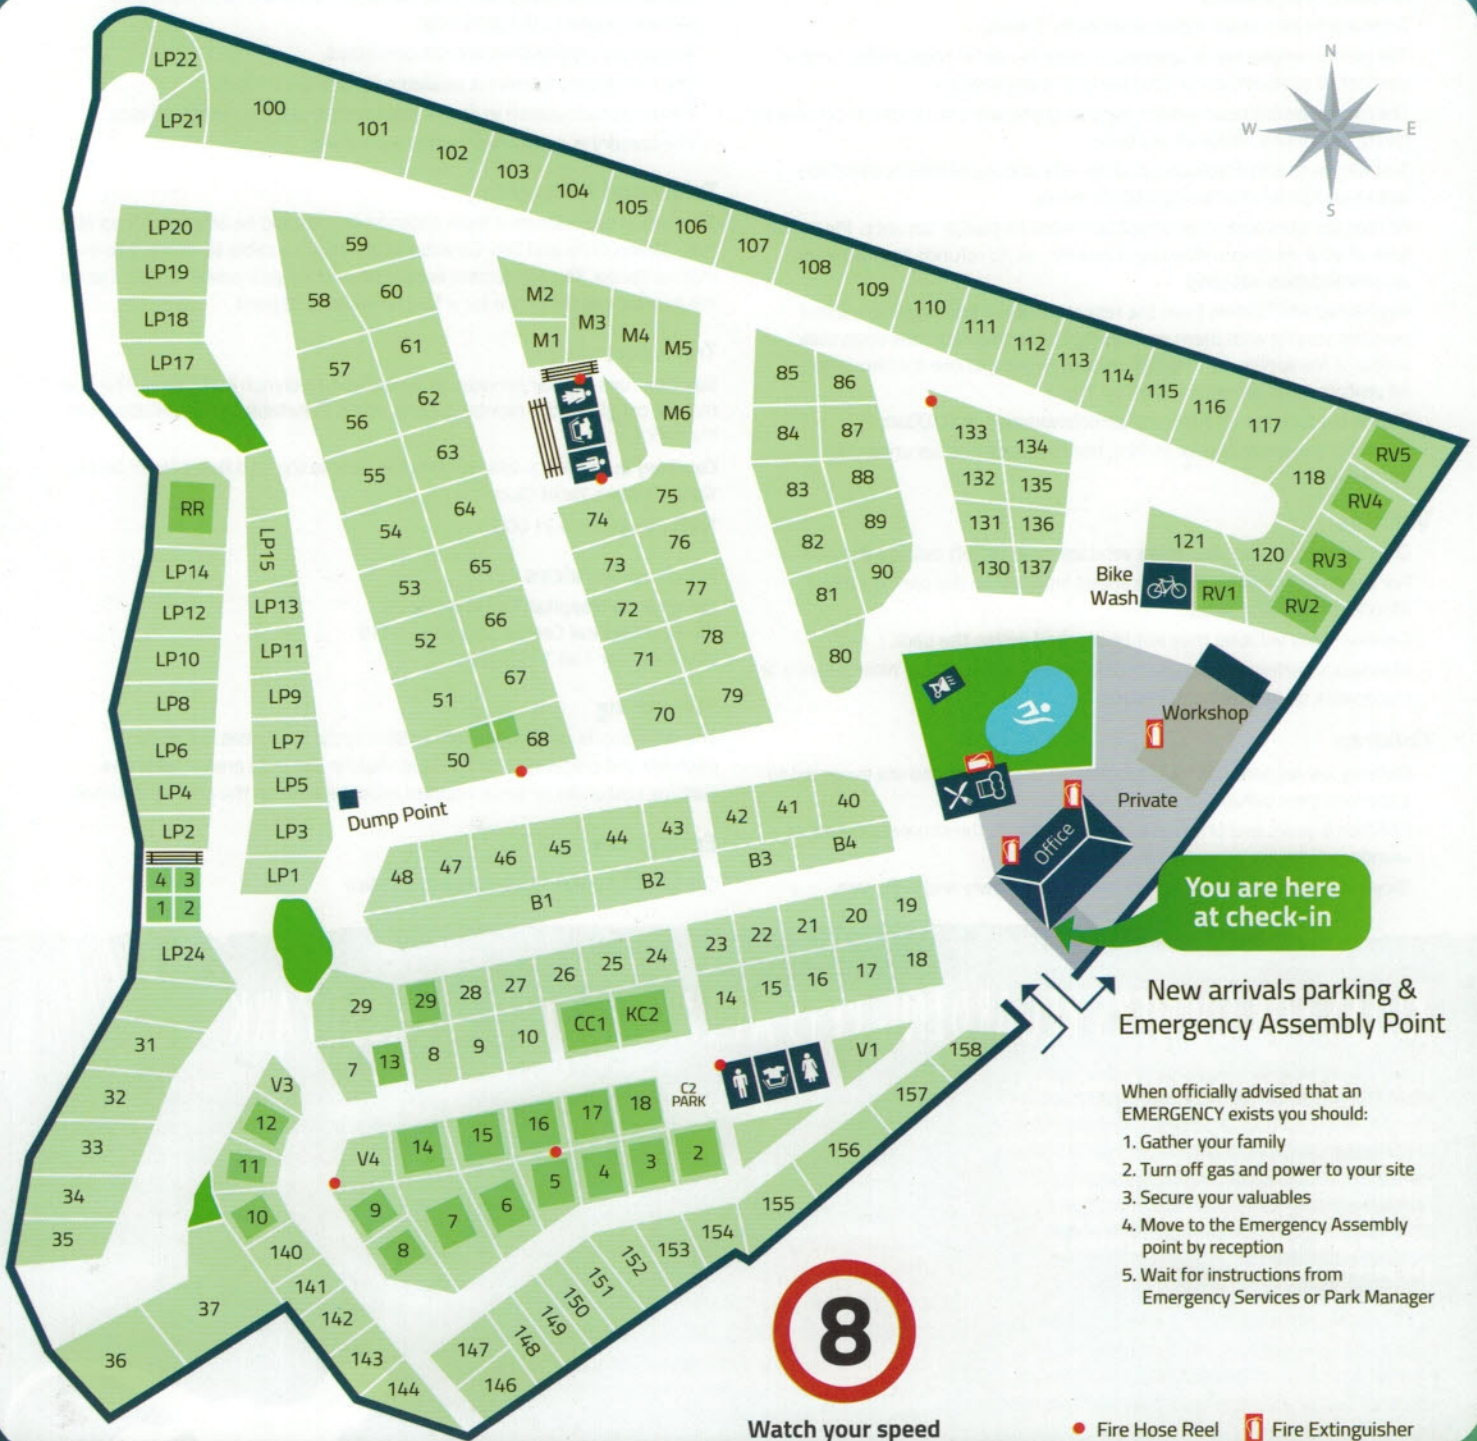 N
W E
S
LP22
LP21
100
101
102
103
104
105
106
107
108
109
110
111
112
113
114
115
116
117
118
RV5
RV4
RV3
RV2
RV1
120
121
Bike
Wash
LP20
LP19
LP18
LP17
59
58
60
57
61
56
62
55
63
54
64
53
65
52
66
51
67
50
68
M2
M1
M3
M4
M5
M6
75
74
76
73
77
72
78
71
79
70
85
86
84
87
83
88
82
89
81
90
80
133
134
132
135
131
136
130
137
RR
LP15
LP14
LP13
LP12
LP11
LP10
LP9
LP8
LP7
LP6
LP5
LP4
LP3
LP2
LP1
4 3
1 2
LP24
Dump Point
Workshop
Private
Office
You are here
at check-in
48
47
46
45
44
43
42
41
40
B1
B2
B3
B4
29
29
28
27
26
25
24
23
22
21
20
19
7
13
8
9
10
CC1
KC2
14
15
16
17
18
31
32
33
34
35
36
37
V3
12
11
10
140
141
142
143
144
V4
14
15
16
17
18
C2
PARK
9
8
7
6
5
4
3
2
V1
158
157
156
155
154
153
152
151
150
149
148
147
146
New arrivals parking &
Emergency Assembly Point
When officially advised that an
EMERGENCY exists you should:
1. Gather your family
2. Turn off gas and power to your site
3. Secure your valuables
4. Move to the Emergency Assembly
point by reception
5. Wait for instructions from
Emergency Services or Park Manager
8
Watch your speed
Fire Hose Reel
Fire Extinguisher